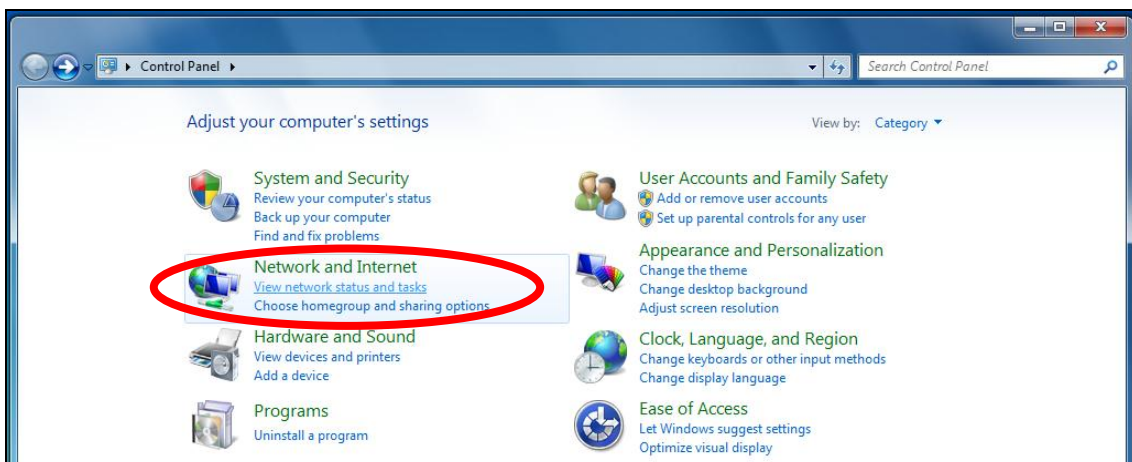 Control Panel
Search Control Panel
Adjust your computer's settings
View by: Category
System and Security
Review your computer's status
Back up your computer
Find and fix problems
Network and Internet
View network status and tasks
Choose homegroup and sharing options
Hardware and Sound
View devices and printers
Add a device
Programs
Uninstall a program
User Accounts and Family Safety
Add or remove user accounts
Set up parental controls for any user
Appearance and Personalization
Change the theme
Change desktop background
Adjust screen resolution
Clock, Language, and Region
Change keyboards or other input methods
Change display language
Ease of Access
Let Windows suggest settings
Optimize visual display